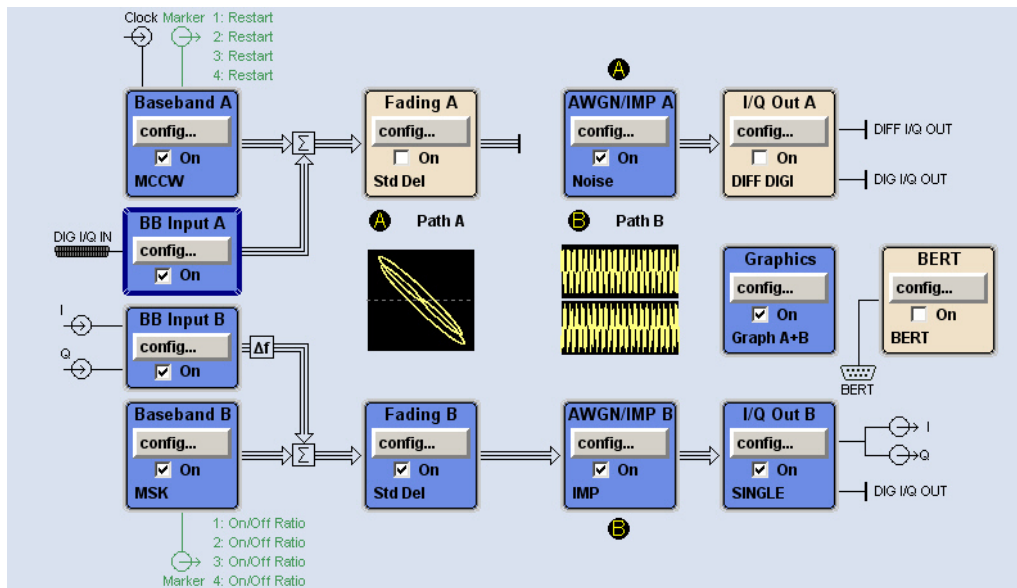 Clock Marker 1: Restart
2: Restart
3: Restart
4: Restart
A
Baseband A
config...
On
MCCW
Fading A
config...
On
Std Del
AWGN/IMP A
config...
On
Noise
I/Q Out A
config...
On
DIFF DIGI
DIFF I/Q OUT
DIG I/Q OUT
Σ
DIG I/Q IN
BB Input A
config...
On
A Path A
B Path B
Graphics
config...
On
Graph A+B
BERT
config...
On
BERT
BERT
I
Q
BB Input B
config...
On
Δf
Baseband B
config...
On
MSK
Σ
Fading B
config...
On
Std Del
AWGN/IMP B
config...
On
IMP
I/Q Out B
config...
On
SINGLE
I
Q
DIG I/Q OUT
B
1: On/Off Ratio
2: On/Off Ratio
3: On/Off Ratio
Marker 4: On/Off Ratio